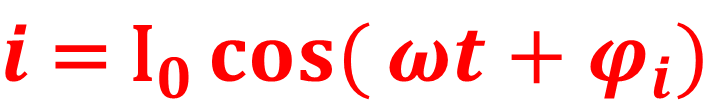 i = I₀ cos( ωt + φᵢ)